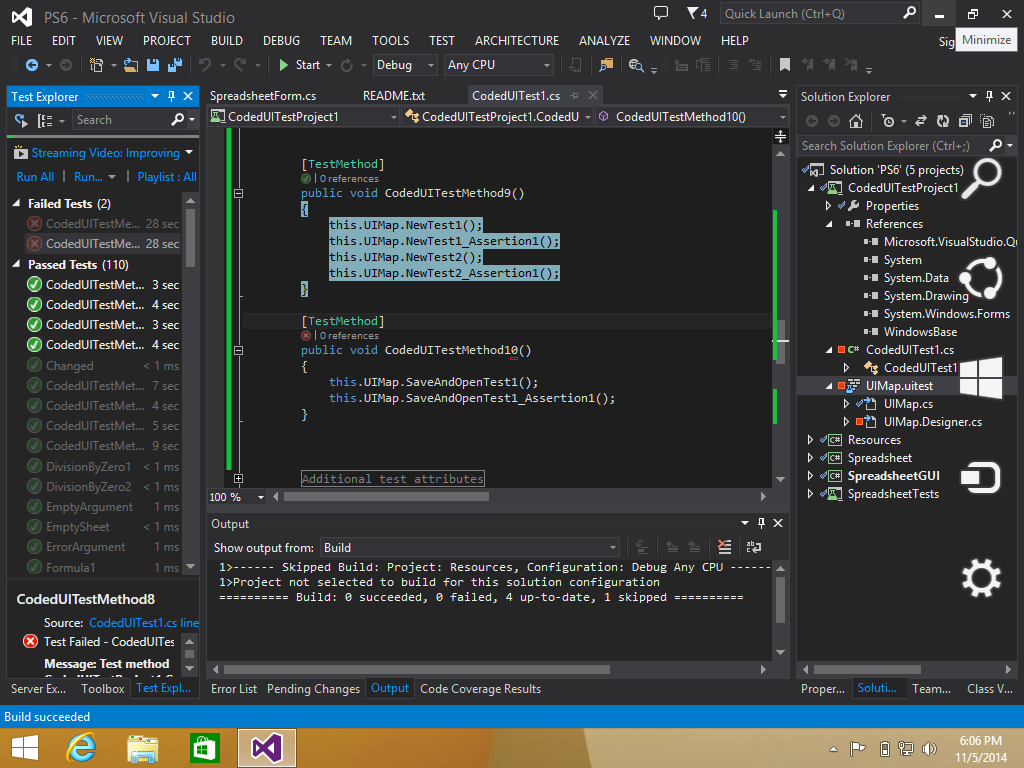 PS6 - Microsoft Visual Studio
4
Quick Launch (Ctrl+Q)
FILE EDIT VIEW PROJECT BUILD DEBUG TEAM TOOLS TEST ARCHITECTURE ANALYZE WINDOW HELP
Sig
Minimize
Start Debug Any CPU
Test Explorer
Search
Streaming Video: Improving
Run All | Run... | Playlist : All
Failed Tests (2)
CodedUITestMe... 28 sec
CodedUITestMe... 28 sec
Passed Tests (110)
CodedUITestMet... 3 sec
CodedUITestMet... 4 sec
CodedUITestMet... 3 sec
CodedUITestMet... 4 sec
Changed < 1 ms
CodedUITestMet... 7 sec
CodedUITestMet... 4 sec
CodedUITestMet... 5 sec
CodedUITestMet... 9 sec
DivisionByZero1 < 1 ms
DivisionByZero2 < 1 ms
EmptyArgument 1 ms
EmptySheet < 1 ms
ErrorArgument 1 ms
Formula1 < 1 ms
CodedUITestMethod8
Source: CodedUITest1.cs line
Test Failed - CodedUITes
Message: Test method
Server Ex... Toolbox Test Expl...
SpreadsheetForm.cs README.txt CodedUITest1.cs
CodedUITestProject1 CodedUITestProject1.CodedU CodedUITestMethod10()
[TestMethod]
| 0 references
public void CodedUITestMethod9()
{
this.UIMap.NewTest1();
this.UIMap.NewTest1_Assertion1();
this.UIMap.NewTest2();
this.UIMap.NewTest2_Assertion1();
}
[TestMethod]
| 0 references
public void CodedUITestMethod10()
{
this.UIMap.SaveAndOpenTest1();
this.UIMap.SaveAndOpenTest1_Assertion1();
}
Additional test attributes
100 %
Output
Show output from: Build
1>------ Skipped Build: Project: Resources, Configuration: Debug Any CPU ------
1>Project not selected to build for this solution configuration
========== Build: 0 succeeded, 0 failed, 4 up-to-date, 1 skipped ==========
Error List Pending Changes Output Code Coverage Results
Solution Explorer
Search Solution Explorer (Ctrl+;)
Solution 'PS6' (5 projects)
CodedUITestProject1
Properties
References
Microsoft.VisualStudio.Qu
System
System.Data
System.Drawing
System.Windows.Forms
WindowsBase
C# CodedUITest1.cs
CodedUITest1
UIMap.uitest
UIMap.cs
UIMap.Designer.cs
C# Resources
C# Spreadsheet
C# SpreadsheetGUI
SpreadsheetTests
Proper... Soluti... Team... Class V...
Build succeeded
6:06 PM
11/5/2014